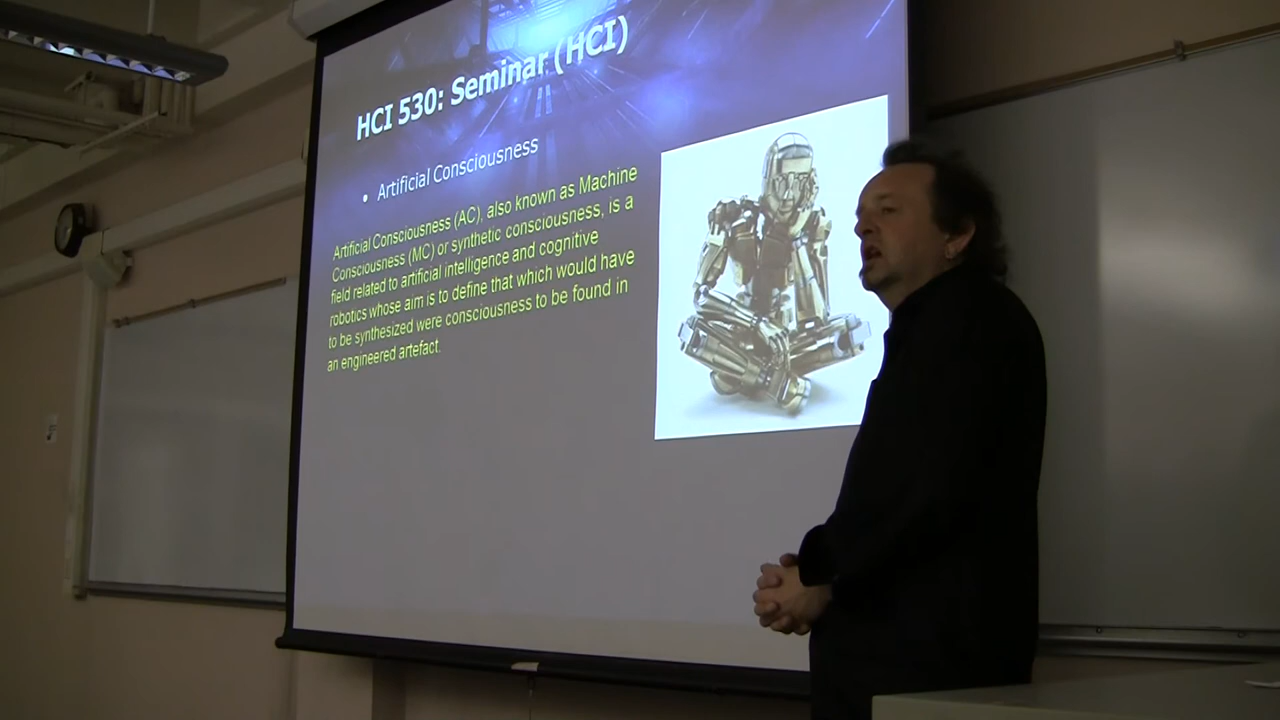 HCI 530: Seminar (HCI)
• Artificial Consciousness
Artificial Consciousness (AC), also known as Machine
Consciousness (MC) or synthetic consciousness, is a
field related to artificial intelligence and cognitive
robotics whose aim is to define that which would have
to be synthesized were consciousness to be found in
an engineered artefact.